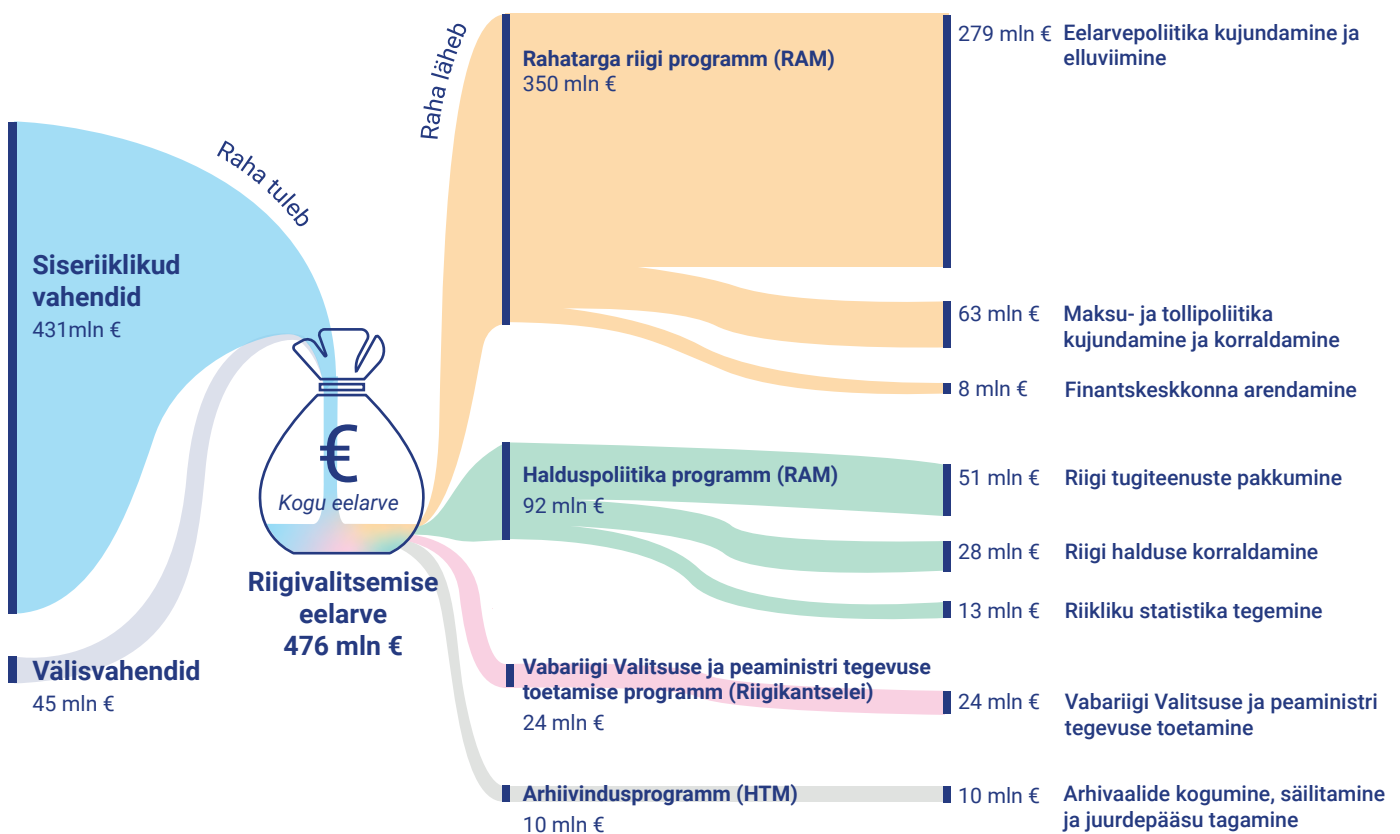 Raha tuleb
Raha läheb
Siseriiklikud
vahendid
431mln €
Välisvahendid
45 mln €
€
Kogu eelarve
Riigivalitsemise
eelarve
476 mln €
Rahatarga riigi programm (RAM)
350 mln €
279 mln € Eelarvepoliitika kujundamine ja
elluviimine
63 mln € Maksu- ja tollipoliitika
kujundamine ja korraldamine
8 mln € Finantskeskkonna arendamine
Halduspoliitika programm (RAM)
92 mln €
51 mln € Riigi tugiteenuste pakkumine
28 mln € Riigi halduse korraldamine
13 mln € Riikliku statistika tegemine
Vabariigi Valitsuse ja peaministri tegevuse
toetamise programm (Riigikantselei)
24 mln €
24 mln € Vabariigi Valitsuse ja peaministri
tegevuse toetamine
Arhiivindusprogramm (HTM)
10 mln €
10 mln € Arhivaalide kogumine, säilitamine
ja juurdepääsu tagamine